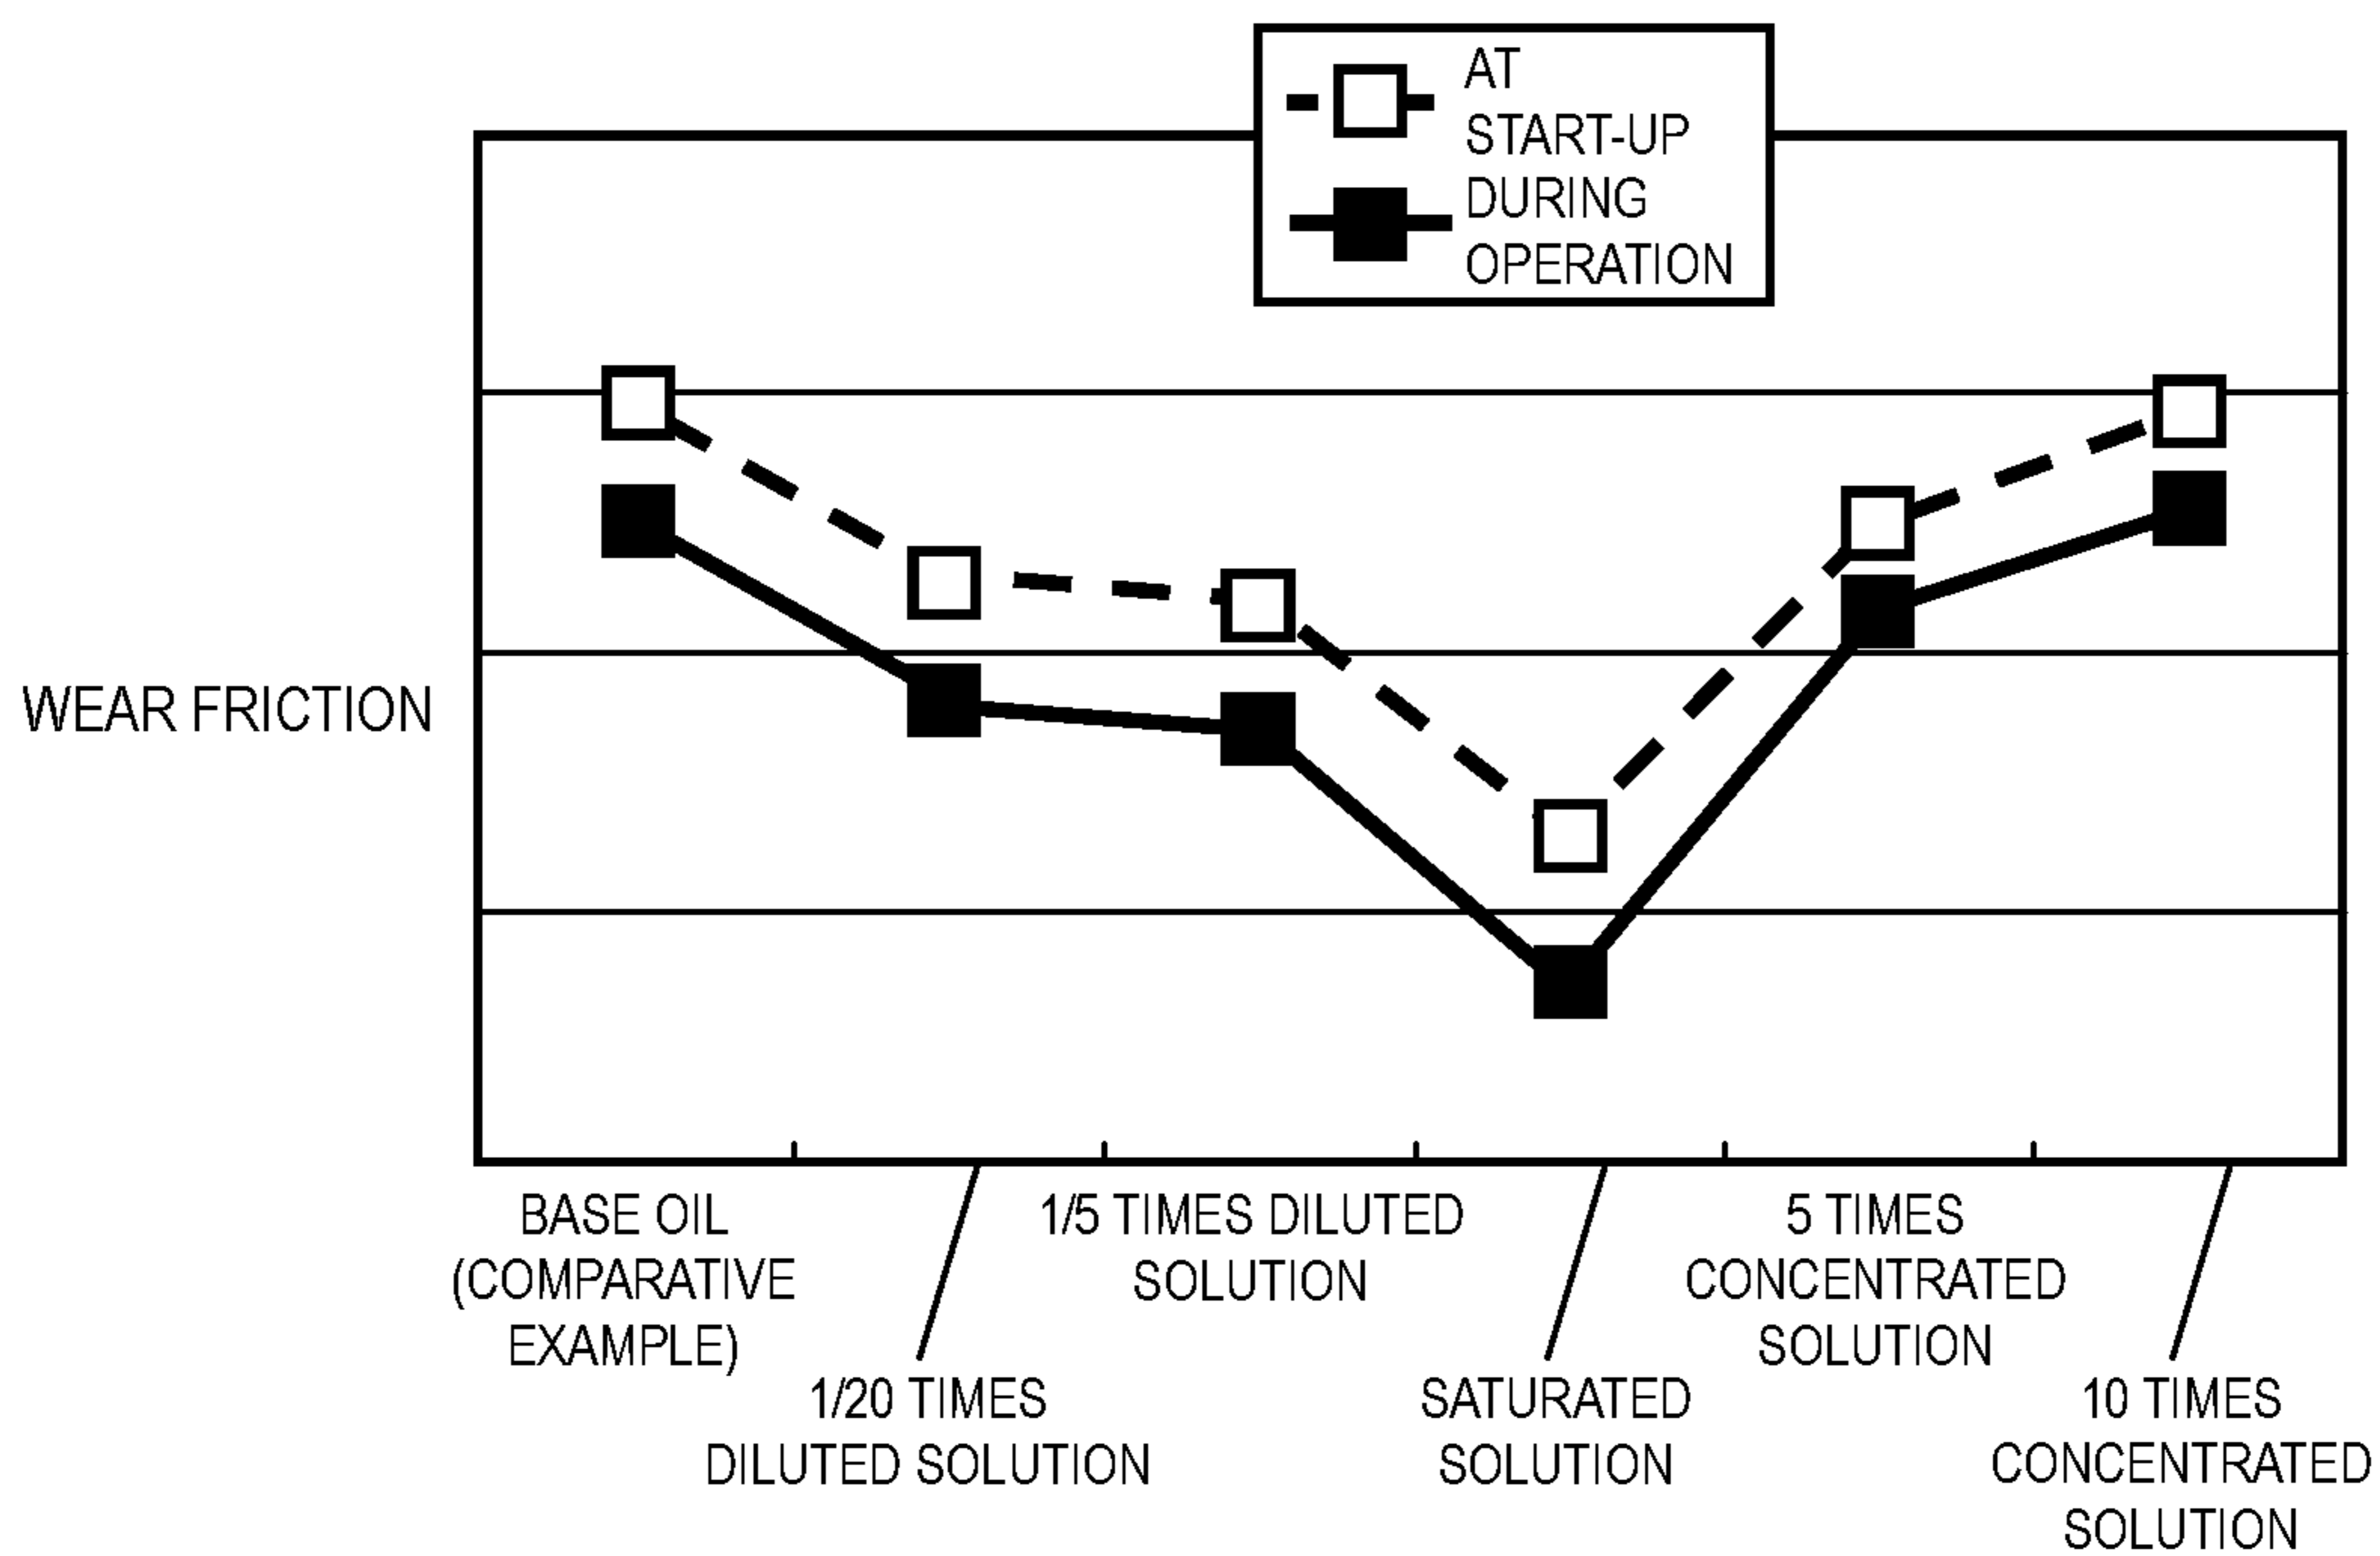 AT
START-UP
DURING
OPERATION
WEAR FRICTION
BASE OIL
(COMPARATIVE
EXAMPLE)
1/20 TIMES
DILUTED SOLUTION
1/5 TIMES DILUTED
SOLUTION
SATURATED
SOLUTION
5 TIMES
CONCENTRATED
SOLUTION
10 TIMES
CONCENTRATED
SOLUTION